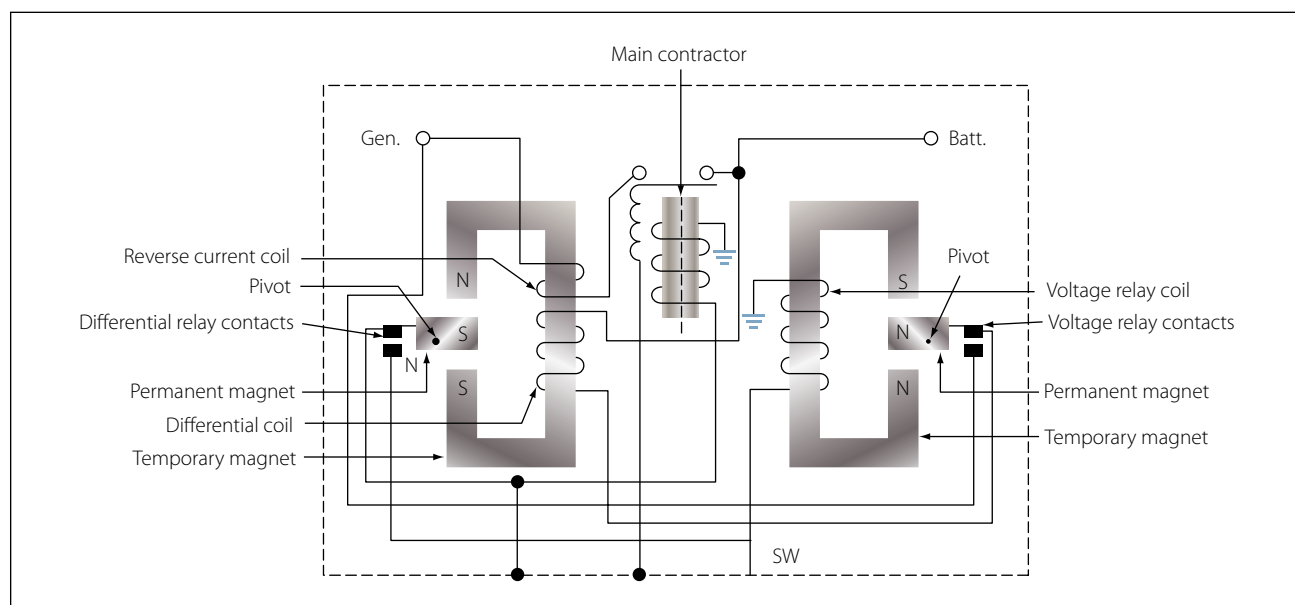 Main contractor
Gen.
Batt.
Reverse current coil
Pivot
Differential relay contacts
Permanent magnet
Differential coil
Temporary magnet
N
S
N
S
S
N
N
Pivot
Voltage relay coil
Voltage relay contacts
Permanent magnet
Temporary magnet
SW